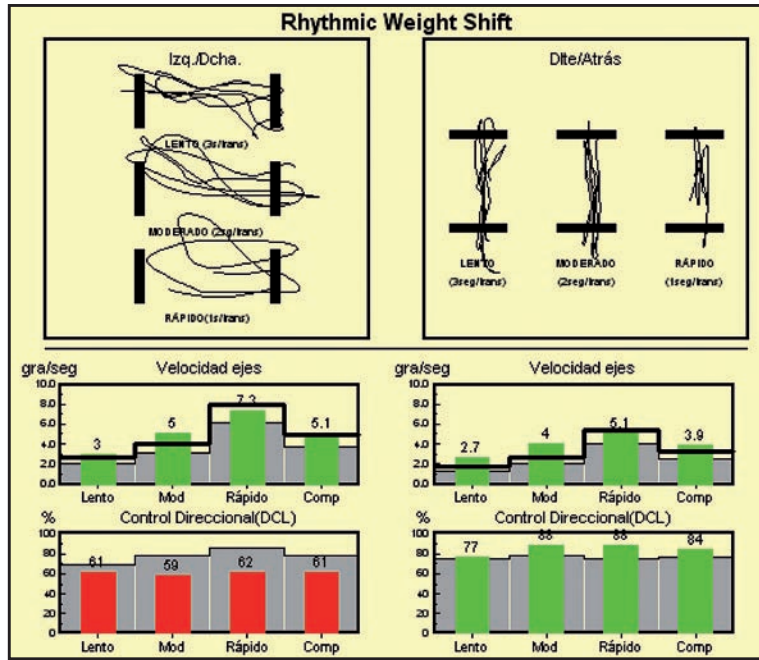 Rhythmic Weight Shift
Izq./Dcha.
LENTO (3s/trans)
MODERADO (2sg/trans)
RÁPIDO(1s/trans)
Dlte/Atrás
LENTO MODERADO RÁPIDO
(3seg/trans) (2seg/trans) (1seg/trans)
gra/seg Velocidad ejes
10.0
8.0
6.0
4.0
2.0
0.0
3 5 7.3 5.1
Lento Mod Rápido Comp
% Control Direccional(DCL)
100
80
60
40
20
0
61 59 62 61
Lento Mod Rápido Comp
gra/seg Velocidad ejes
10.0
8.0
6.0
4.0
2.0
0.0
2.7 4 5.1 3.9
Lento Mod Rápido Comp
% Control Direccional(DCL)
100
80
60
40
20
0
77 88 88 84
Lento Mod Rápido Comp